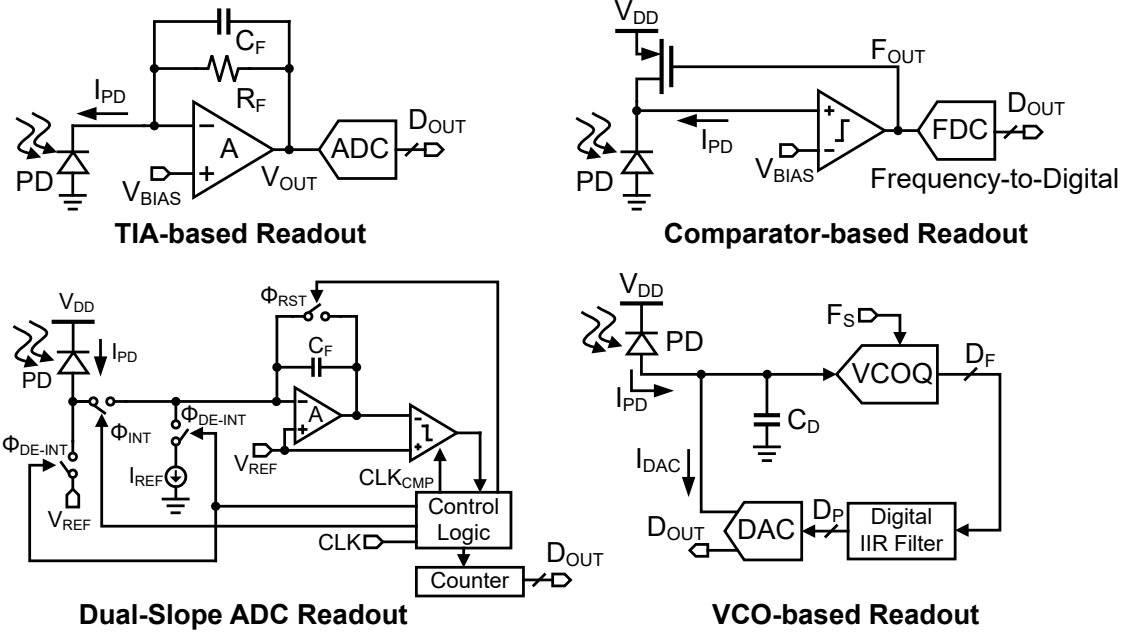 C_F
R_F
I_PD
−
A
+
PD
V_BIAS
V_OUT
ADC
D_OUT
TIA-based Readout
V_DD
F_OUT
+
−
I_PD
PD
V_BIAS
FDC
D_OUT
Frequency-to-Digital
Comparator-based Readout
V_DD
Φ_RST
I_PD
C_F
PD
Φ_INT
Φ_DE-INT
−
A
+
−
+
Φ_DE-INT
I_REF
V_REF
V_REF
CLK_CMP
Control
Logic
CLK
Counter
D_OUT
Dual-Slope ADC Readout
V_DD
PD
F_S
VCOQ
D_F
I_PD
C_D
I_DAC
D_OUT
DAC
D_P
Digital
IIR Filter
VCO-based Readout